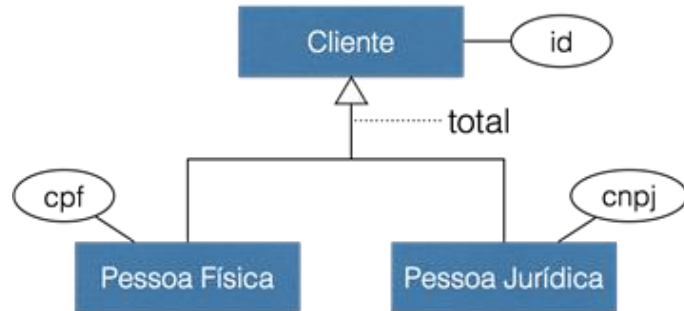 Cliente
id
total
cpf
cnpj
Pessoa Física
Pessoa Jurídica